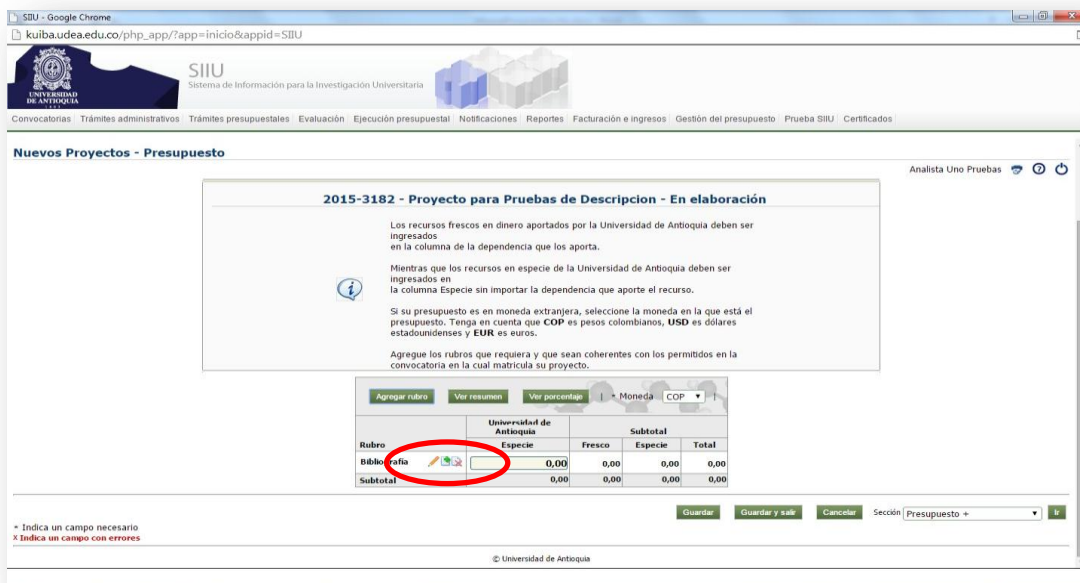 SIIU - Google Chrome
kuiba.udea.edu.co/php_app/?app=inicio&appid=SIIU
UNIVERSIDAD
DE ANTIOQUIA
1803
SIIU
Sistema de Información para la Investigación Universitaria
Convocatorias Trámites administrativos Trámites presupuestales Evaluación Ejecución presupuestal Notificaciones Reportes Facturación e ingresos Gestión del presupuesto Prueba SIIU Certificados
Nuevos Proyectos - Presupuesto
Analista Uno Pruebas
2015-3182 - Proyecto para Pruebas de Descripcion - En elaboración
Los recursos frescos en dinero aportados por la Universidad de Antioquia deben ser
ingresados
en la columna de la dependencia que los aporta.
Mientras que los recursos en especie de la Universidad de Antioquia deben ser
ingresados en
la columna Especie sin importar la dependencia que aporte el recurso.
Si su presupuesto es en moneda extranjera, seleccione la moneda en la que está el
presupuesto. Tenga en cuenta que COP es pesos colombianos, USD es dólares
estadounidenses y EUR es euros.
Agregue los rubros que requiera y que sean coherentes con los permitidos en la
convocatoria en la cual matricula su proyecto.
Agregar rubro Ver resumen Ver porcentaje | * Moneda COP |
Universidad de
Antioquia Subtotal
Rubro Especie Fresco Especie Total
Bibliografía 0,00 0,00 0,00 0,00
Subtotal 0,00 0,00 0,00 0,00
Guardar Guardar y salir Cancelar Sección Presupuesto + Ir
* Indica un campo necesario
X Indica un campo con errores
© Universidad de Antioquia